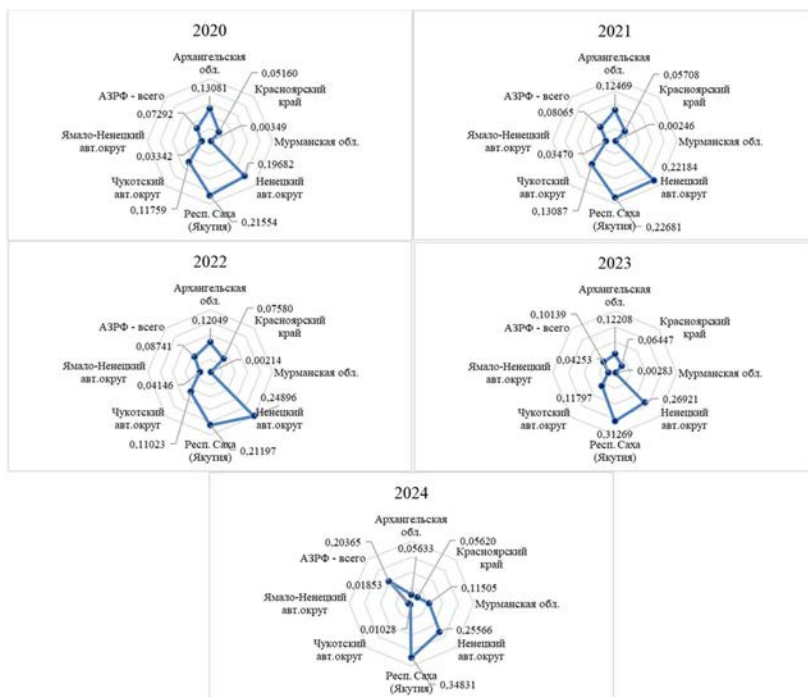 2020
Архангельская
обл.
0,13081
0,05160
Красноярский
край
АЗРФ - всего
0,07292
0,00349
Мурманская обл.
Ямало-Ненецкий
авт.округ
0,03342
0,19682
Ненецкий
авт.округ
Чукотский
авт.округ
0,11759
Респ. Саха
(Якутия)
0,21554
2021
Архангельская
обл.
0,12469
0,05708
Красноярский
край
АЗРФ - всего
0,08065
0,00246
Мурманская обл.
Ямало-Ненецкий
авт.округ
0,03470
0,22184
Ненецкий
авт.округ
Чукотский
авт.округ
0,13087
Респ. Саха
(Якутия)
0,22681
2022
Архангельская
обл.
0,12049
0,07580
Красноярский
край
АЗРФ - всего
0,08741
0,00214
Мурманская обл.
Ямало-Ненецкий
авт.округ
0,04146
0,24896
Ненецкий
авт.округ
Чукотский
авт.округ
0,11023
Респ. Саха
(Якутия)
0,21197
2023
Архангельская
обл.
0,10139
0,12208
Красноярский
край
АЗРФ - всего
0,06447
0,04253
0,00283
Мурманская обл.
Ямало-Ненецкий
авт.округ
0,26921
Ненецкий
авт.округ
Чукотский
авт.округ
0,11797
0,31269
Респ. Саха
(Якутия)
2024
Архангельская
обл.
0,20365
0,05633
0,05620
Красноярский
край
АЗРФ - всего
0,01853
0,11505
Мурманская обл.
Ямало-Ненецкий
авт.округ
0,01028
0,25566
Ненецкий
авт.округ
Чукотский
авт.округ
Респ. Саха
(Якутия)
0,34831